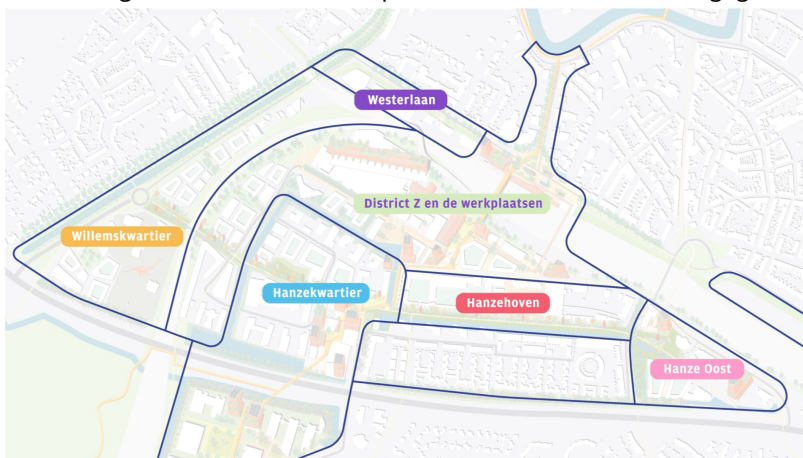 Westerlaan
District Z en de werkplaatsen
Willemskwartier
Hanzekwartier
Hanzehoven
Hanze Oost